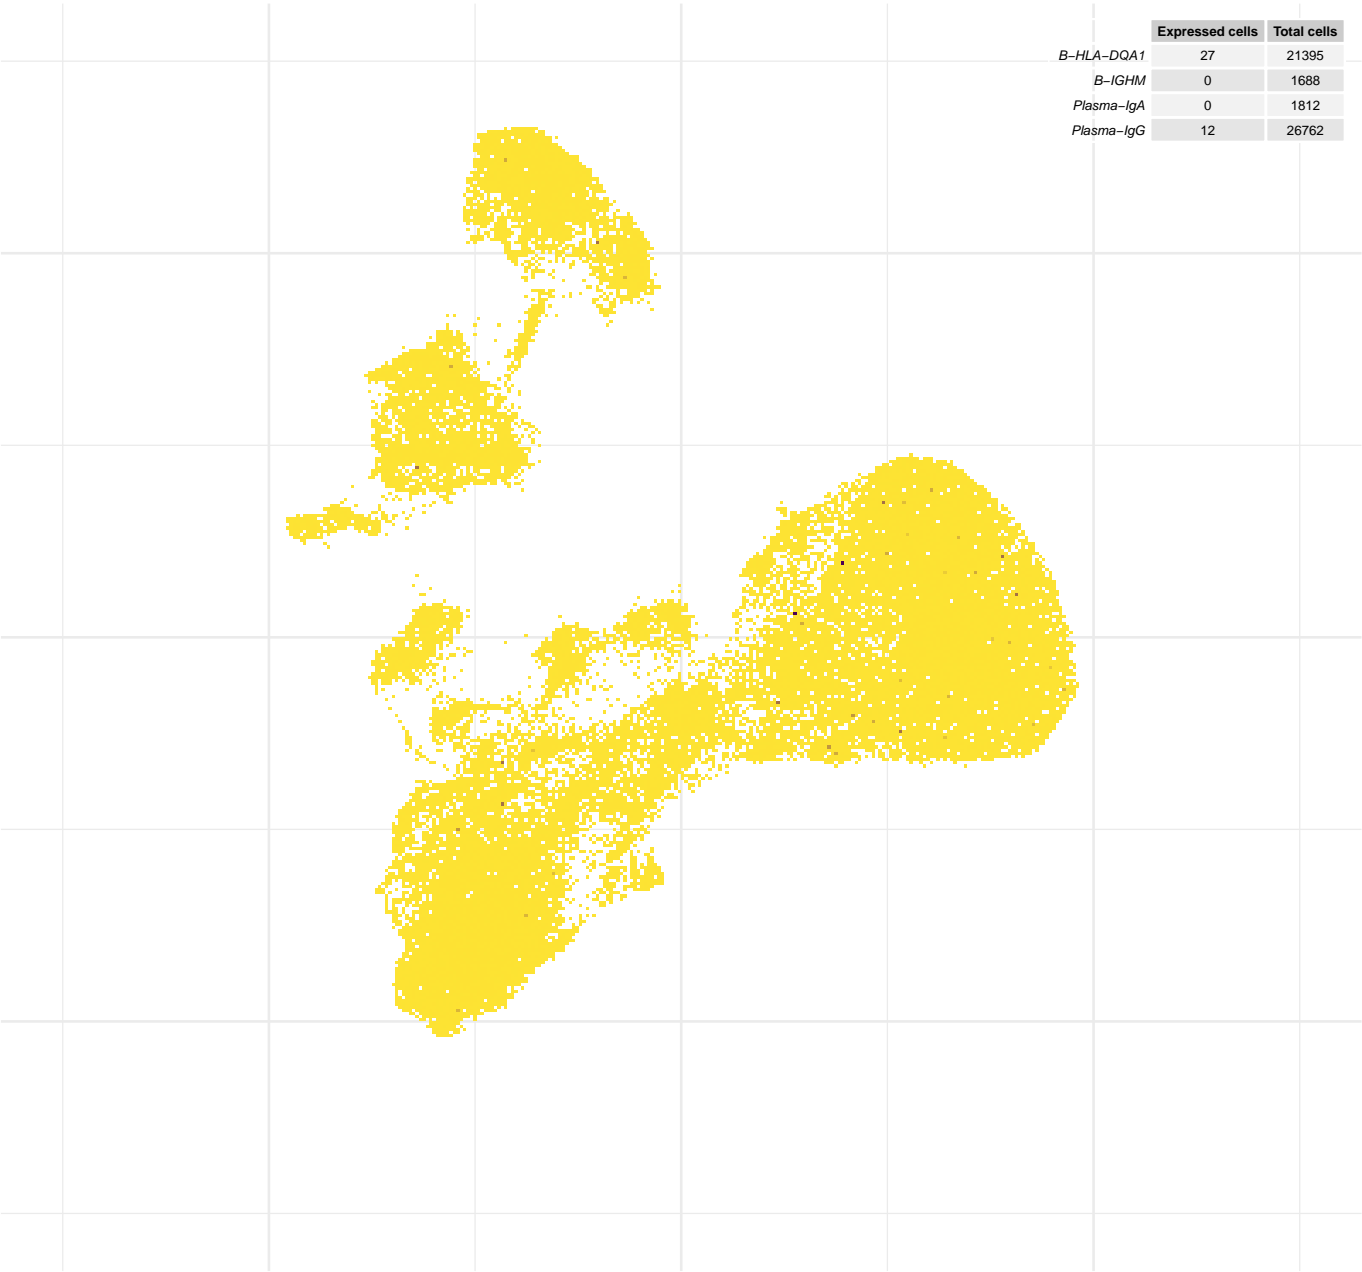 Expressed cells Total cells
B−HLA−DQA1 27 21395
B−IGHM 0 1688
Plasma−IgA 0 1812
Plasma−IgG 12 26762